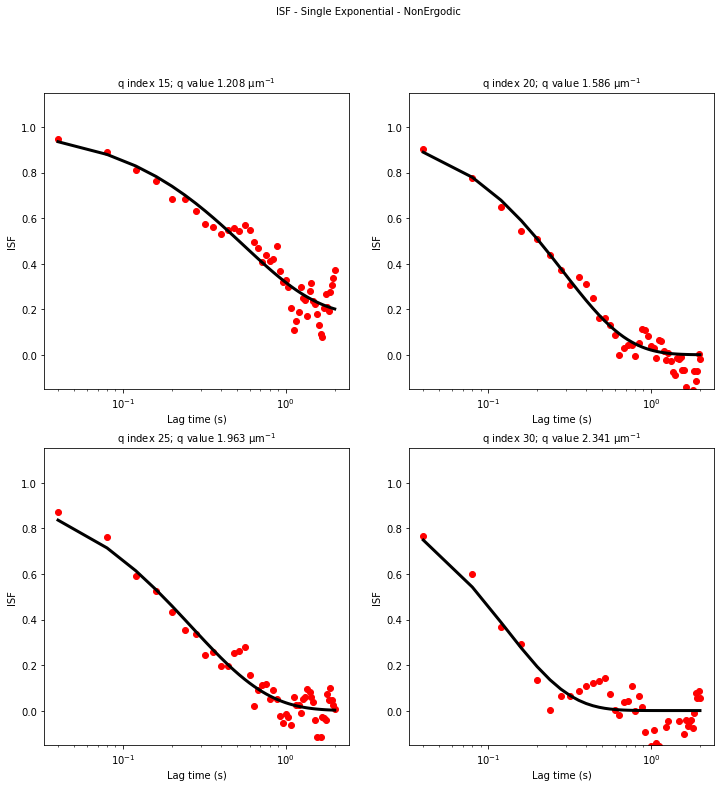 ISF - Single Exponential - NonErgodic
q index 15; q value 1.208 μm⁻¹
q index 20; q value 1.586 μm⁻¹
ISF
1.0
0.8
0.6
0.4
0.2
0.0
10⁻¹
10⁰
Lag time (s)
ISF
1.0
0.8
0.6
0.4
0.2
0.0
10⁻¹
10⁰
Lag time (s)
q index 25; q value 1.963 μm⁻¹
q index 30; q value 2.341 μm⁻¹
ISF
1.0
0.8
0.6
0.4
0.2
0.0
10⁻¹
10⁰
Lag time (s)
ISF
1.0
0.8
0.6
0.4
0.2
0.0
10⁻¹
10⁰
Lag time (s)